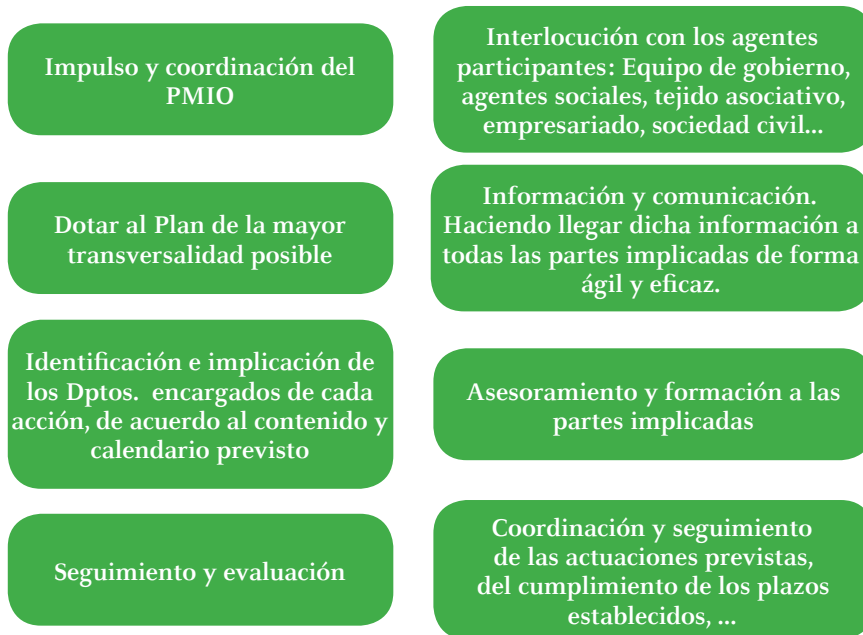 Impulso y coordinación del
PMIO
Interlocución con los agentes
participantes: Equipo de gobierno,
agentes sociales, tejido asociativo,
empresariado, sociedad civil...
Dotar al Plan de la mayor
transversalidad posible
Información y comunicación.
Haciendo llegar dicha información a
todas las partes implicadas de forma
ágil y eficaz.
Identificación e implicación de
los Dptos. encargados de cada
acción, de acuerdo al contenido y
calendario previsto
Asesoramiento y formación a las
partes implicadas
Seguimiento y evaluación
Coordinación y seguimiento
de las actuaciones previstas,
del cumplimiento de los plazos
establecidos, ...